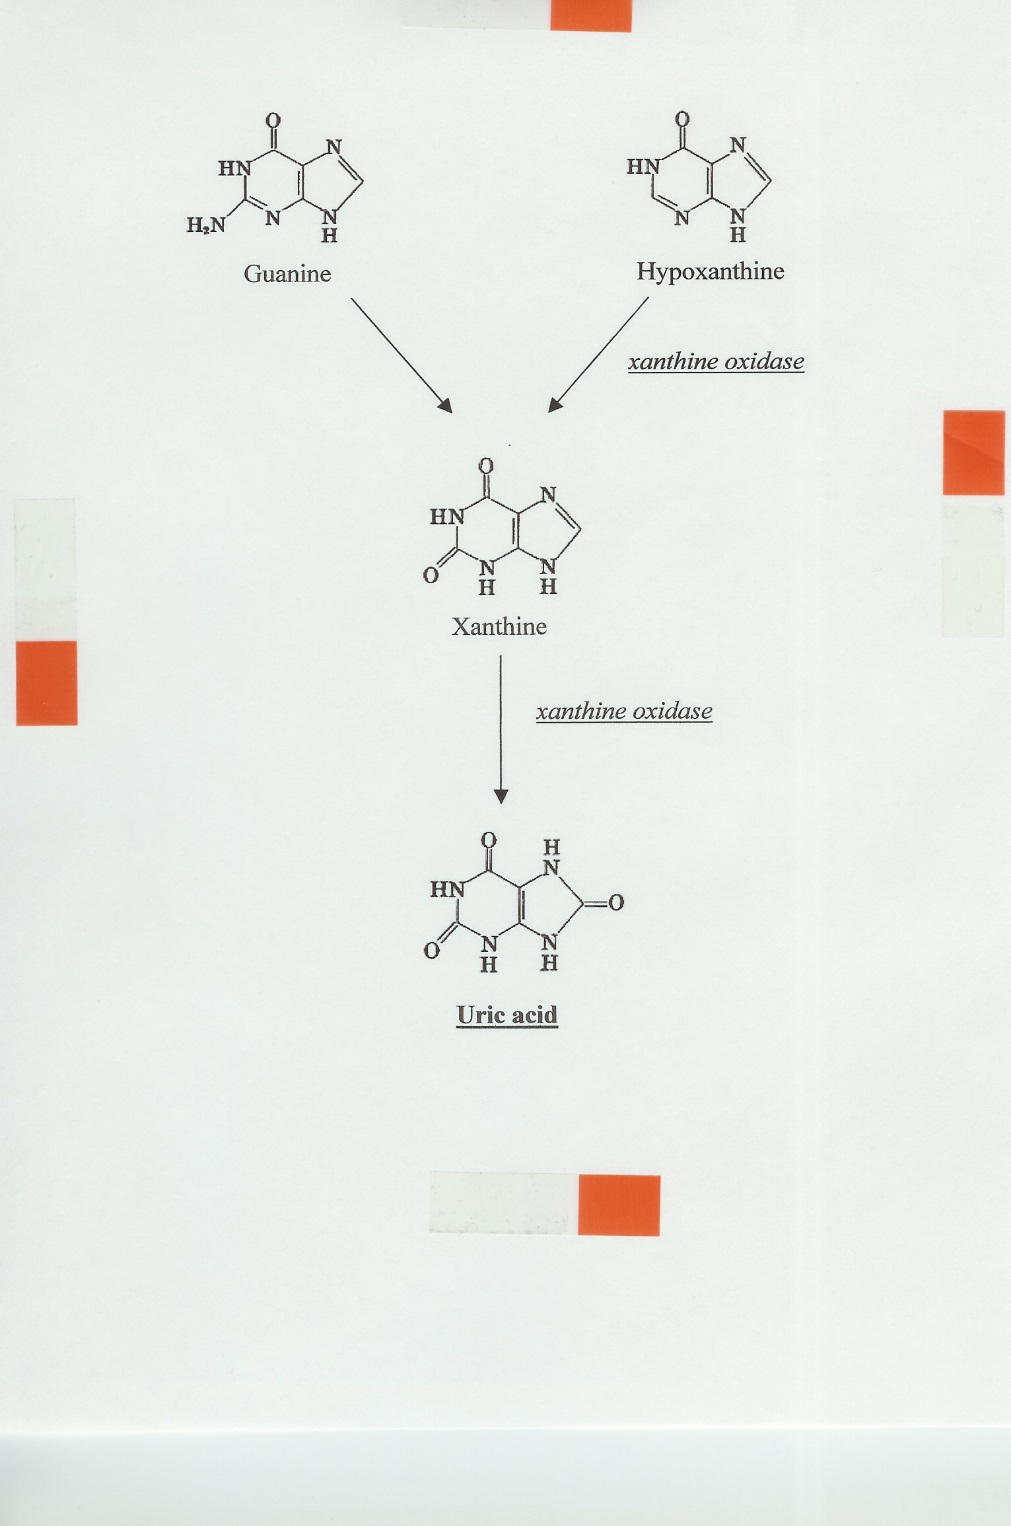 O
N
HN
H₂N
N
N
H
Guanine
O
N
HN
N
N
H
Hypoxanthine
xanthine oxidase
O
N
HN
O
N
H
N
H
Xanthine
xanthine oxidase
O
H
N
HN
O
O
N
H
N
H
Uric acid